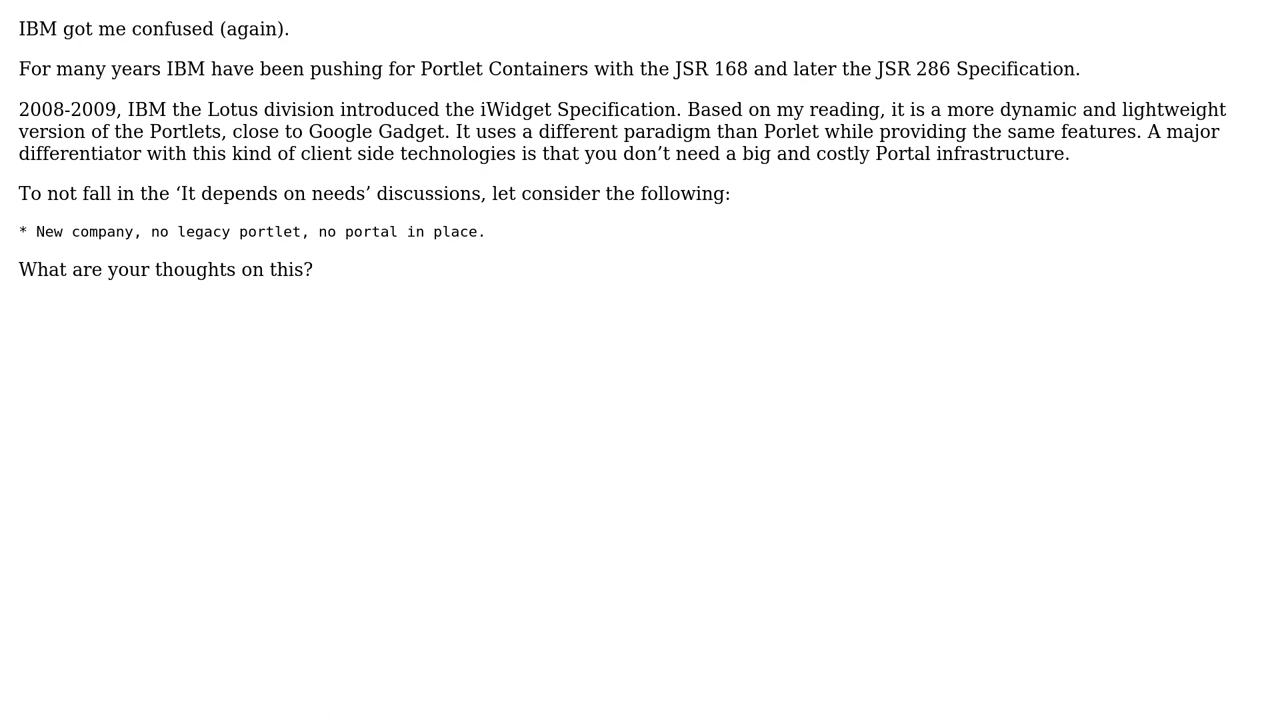 IBM got me confused (again).
For many years IBM have been pushing for Portlet Containers with the JSR 168 and later the JSR 286 Specification.
2008-2009, IBM the Lotus division introduced the iWidget Specification. Based on my reading, it is a more dynamic and lightweight
version of the Portlets, close to Google Gadget. It uses a different paradigm than Porlet while providing the same features. A major
differentiator with this kind of client side technologies is that you don’t need a big and costly Portal infrastructure.
To not fall in the ‘It depends on needs’ discussions, let consider the following:
* New company, no legacy portlet, no portal in place.
What are your thoughts on this?